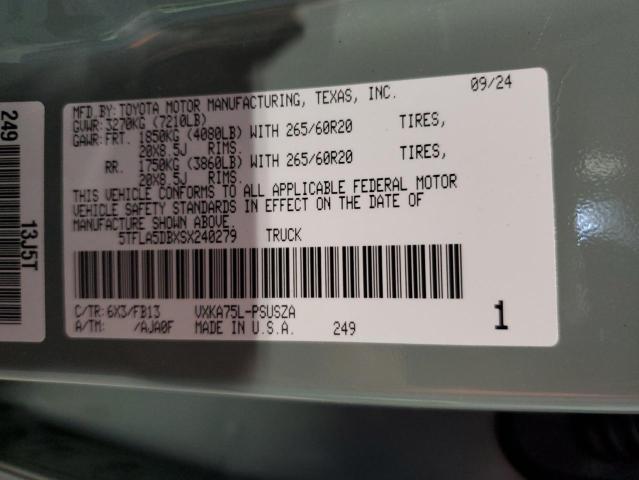 MFD BY: TOYOTA MOTOR MANUFACTURING, TEXAS, INC. 09/24
GVWR: 3270KG (7210LB)
GAWR: FRT. 1850KG (4080LB) WITH 265/60R20 TIRES,
20X8.5J RIMS.
RR. 1750KG (3860LB) WITH 265/60R20 TIRES,
20X8.5J RIMS.
THIS VEHICLE CONFORMS TO ALL APPLICABLE FEDERAL MOTOR
VEHICLE SAFETY STANDARDS IN EFFECT ON THE DATE OF
MANUFACTURE SHOWN ABOVE.
5TFLA5DBXSX240279 TRUCK
C/TR: 6X3/FB13 VXKA75L-PSUSZA
A/TM: /AJA0F MADE IN U.S.A. 249 1
249
13J5T